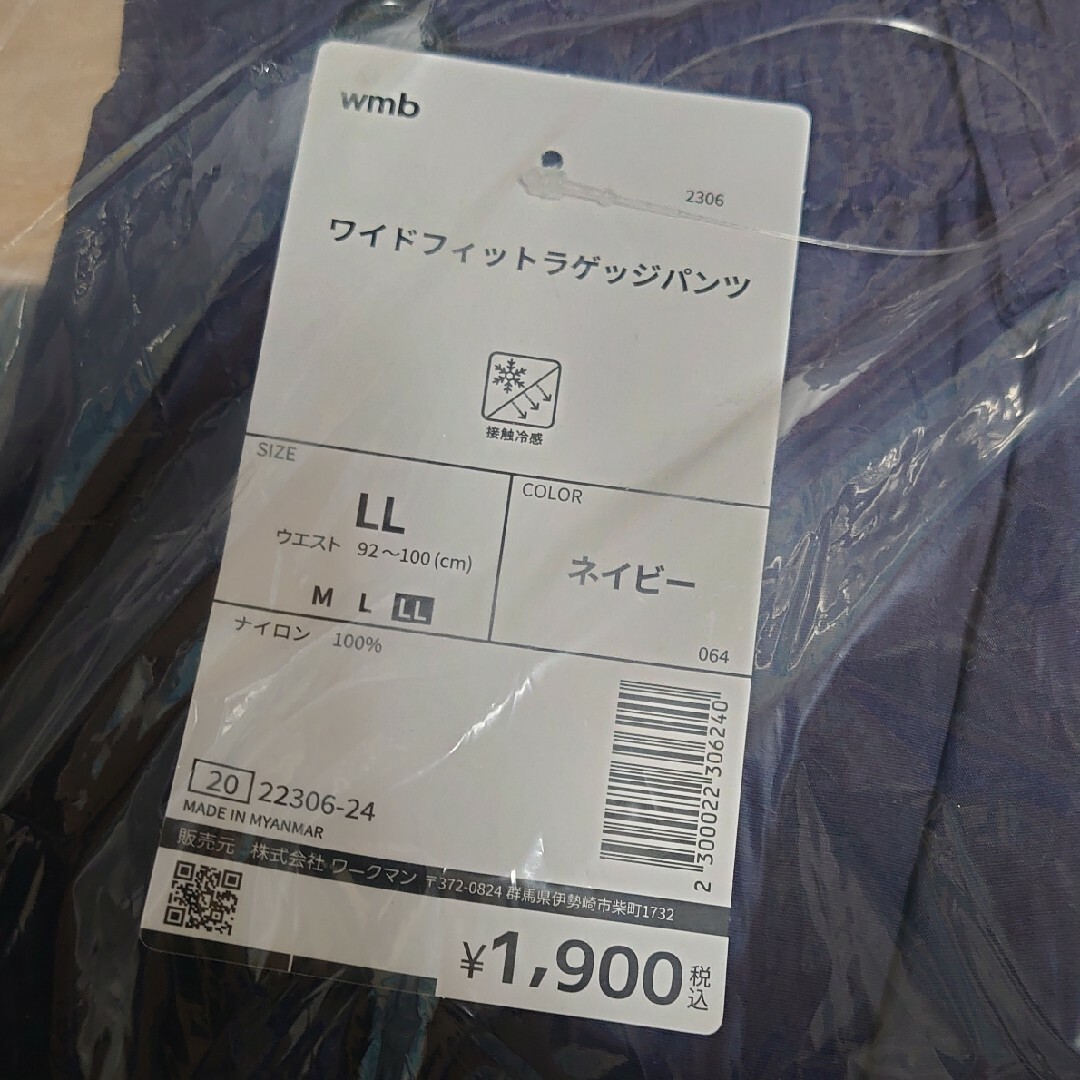 wmb
2306
ワイドフィットラゲッジパンツ
接触冷感
SIZE
LL
ウエスト 92～100(cm)
M L LL
COLOR
ネイビー
064
ナイロン 100%
20 22306-24
MADE IN MYANMAR
2300022306240
販売元 株式会社ワークマン 〒372-0824 群馬県伊勢崎市柴町1732
¥1,900税込